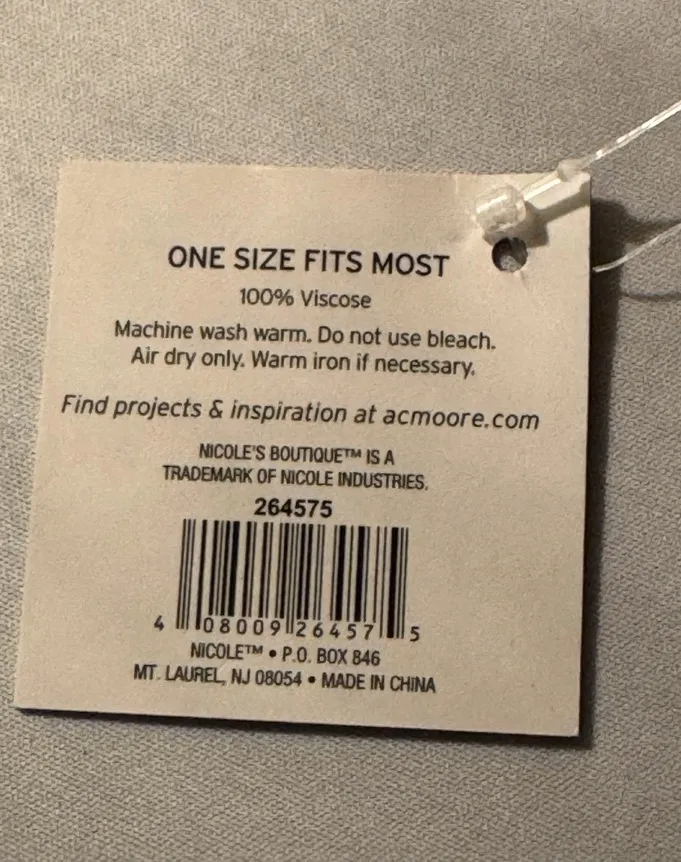 ONE SIZE FITS MOST
100% Viscose
Machine wash warm. Do not use bleach.
Air dry only. Warm iron if necessary.
Find projects & inspiration at acmoore.com
NICOLE'S BOUTIQUE™ IS A
TRADEMARK OF NICOLE INDUSTRIES.
264575
4 08009 26457 5
NICOLE™ • P.O. BOX 846
MT. LAUREL, NJ 08054 • MADE IN CHINA